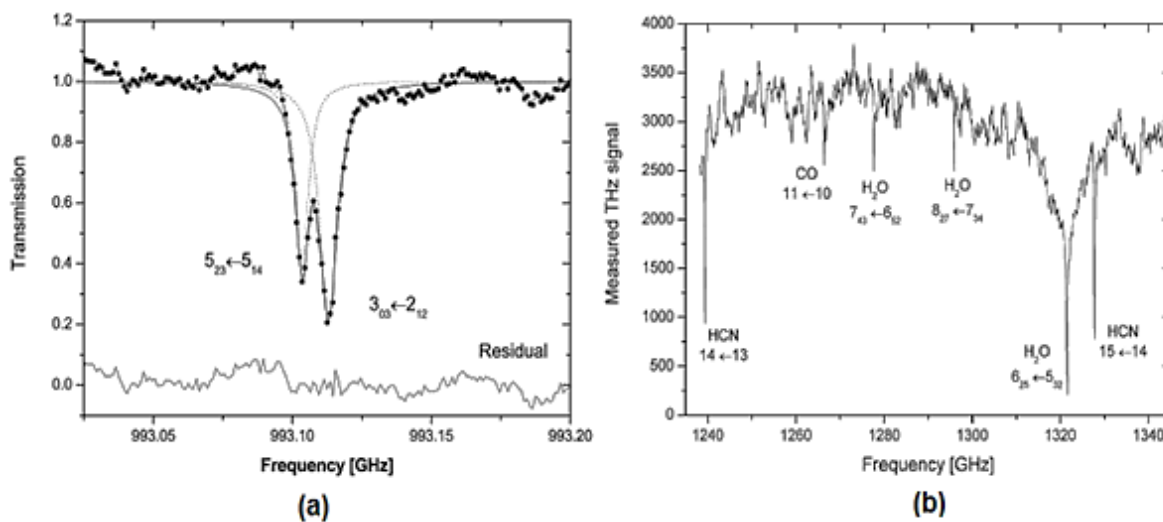 1.2
1.0
0.8
0.6
0.4
0.2
0.0
Transmission
5₂₃←5₁₄
3₀₃←2₁₂
Residual
993.05
993.10
993.15
993.20
Frequency [GHz]
(a)
4000
3500
3000
2500
2000
1500
1000
500
0
Measured THz signal
CO
11←10
H₂O
7₄₃←6₅₂
H₂O
8₂₇←7₃₄
HCN
14←13
H₂O
6₂₅←5₃₂
HCN
15←14
1240
1260
1280
1300
1320
1340
Frequency [GHz]
(b)